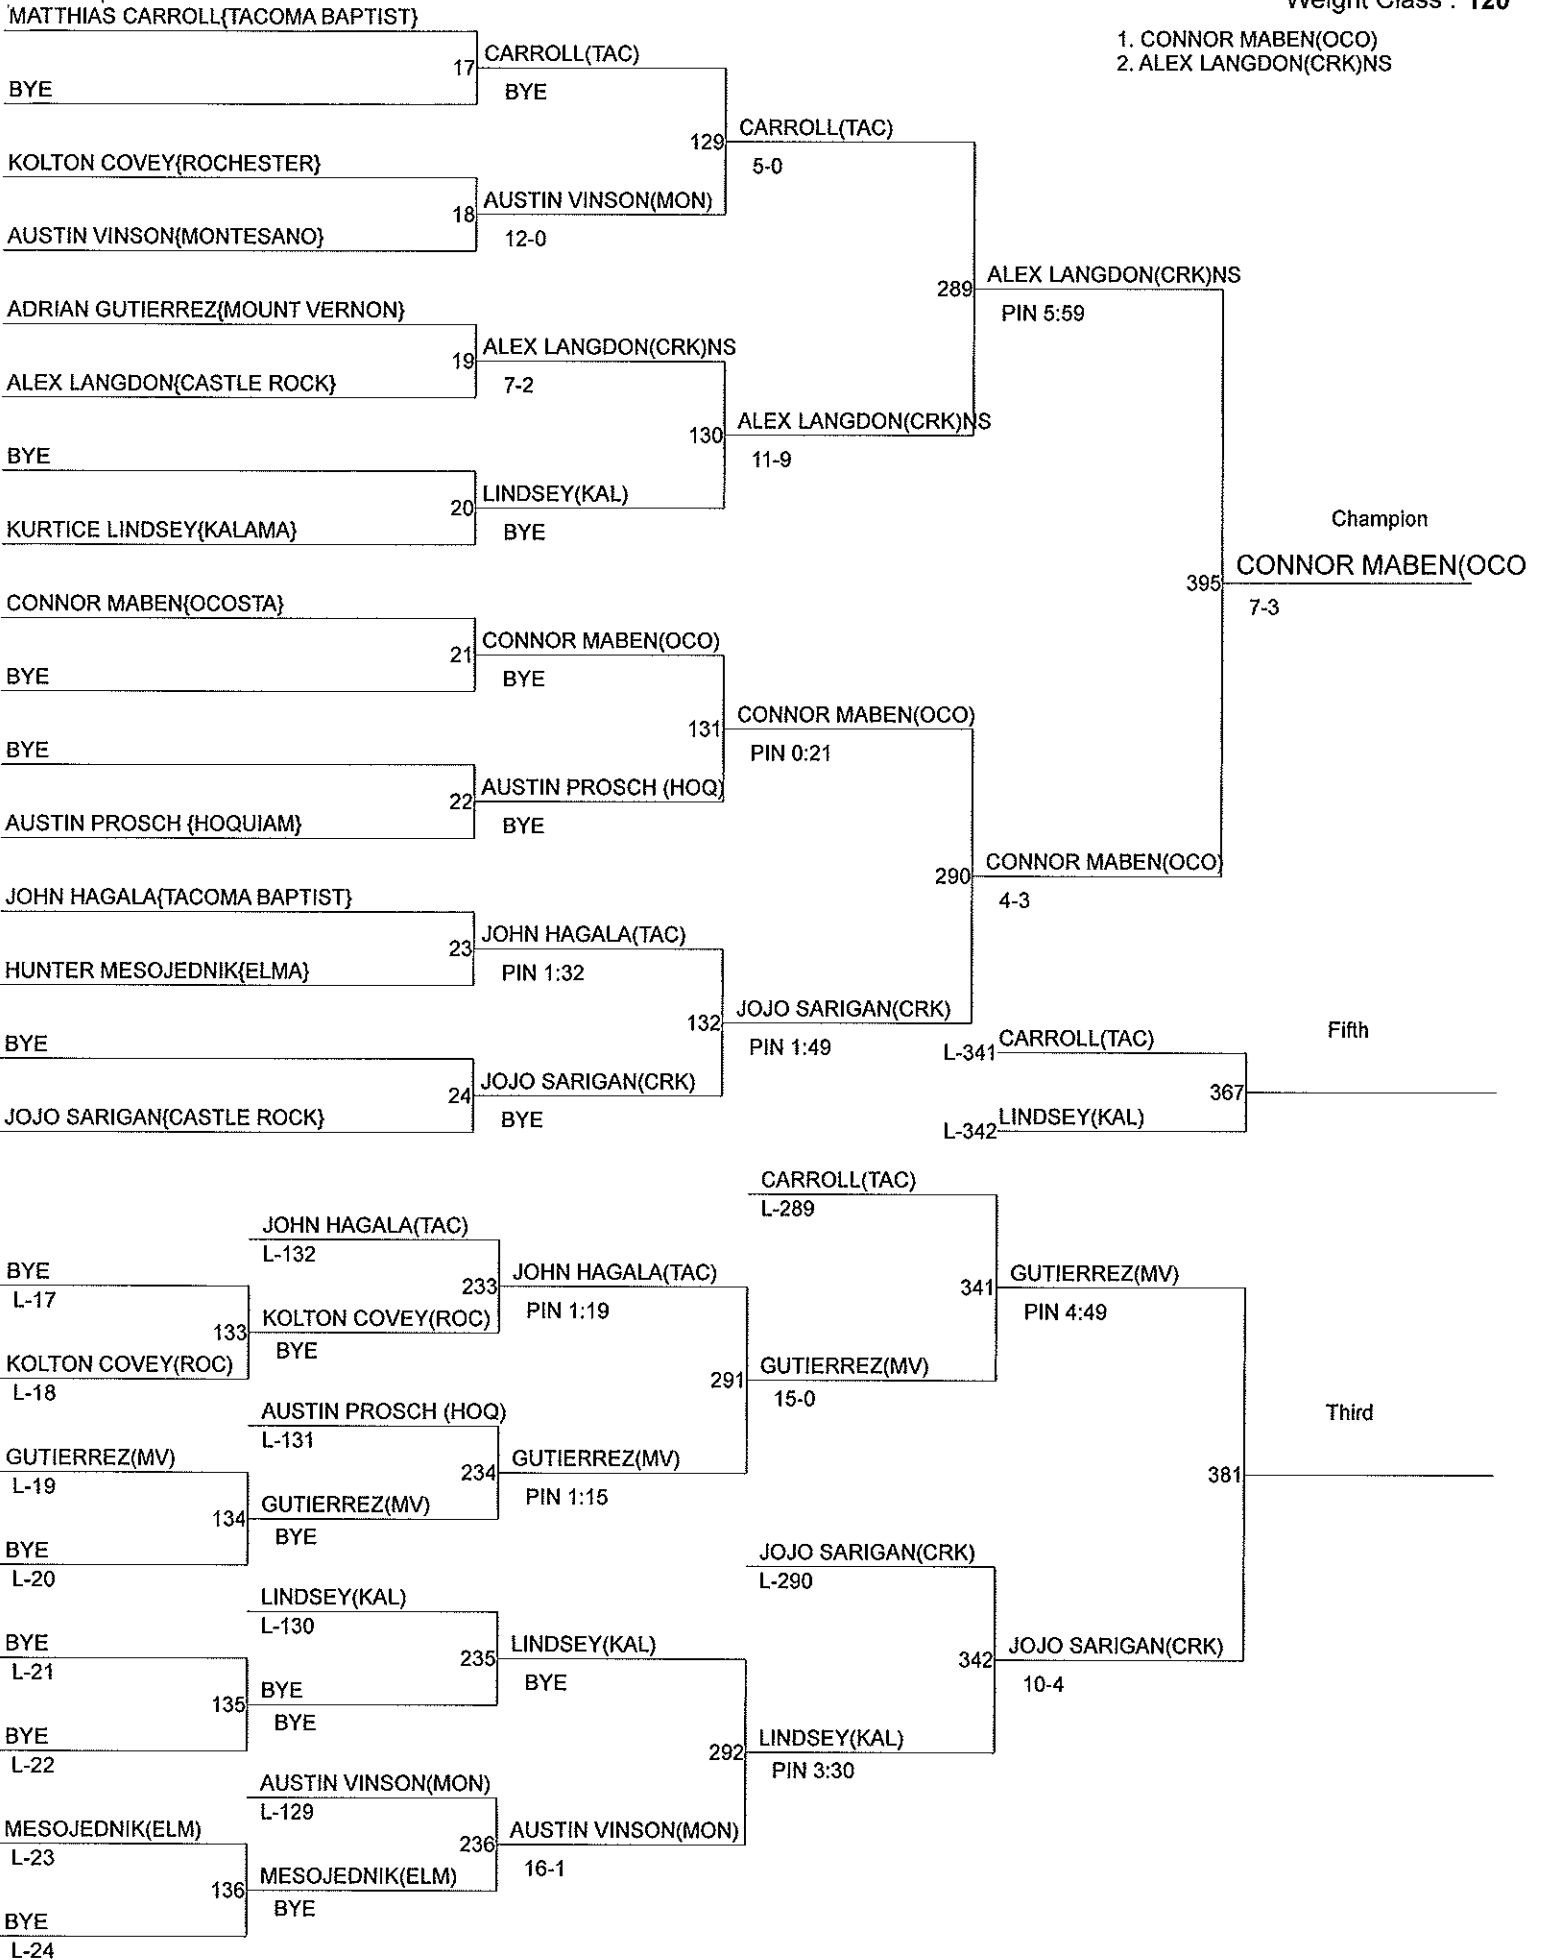 Weight Class : 120
1. CONNOR MABEN(OCO)
2. ALEX LANGDON(CRK)NS
MATTHIAS CARROLL{TACOMA BAPTIST}
17
CARROLL(TAC)
BYE
BYE
129
CARROLL(TAC)
5-0
KOLTON COVEY{ROCHESTER}
18
AUSTIN VINSON(MON)
12-0
AUSTIN VINSON{MONTESANO}
289
ALEX LANGDON(CRK)NS
PIN 5:59
ADRIAN GUTIERREZ{MOUNT VERNON}
19
ALEX LANGDON(CRK)NS
7-2
ALEX LANGDON{CASTLE ROCK}
130
ALEX LANGDON(CRK)NS
11-9
BYE
20
LINDSEY(KAL)
BYE
KURTICE LINDSEY{KALAMA}
Champion
395
CONNOR MABEN(OCO
7-3
CONNOR MABEN{OCOSTA}
21
CONNOR MABEN(OCO)
BYE
BYE
131
CONNOR MABEN(OCO)
PIN 0:21
BYE
22
AUSTIN PROSCH (HOQ)
BYE
AUSTIN PROSCH {HOQUIAM}
290
CONNOR MABEN(OCO)
4-3
JOHN HAGALA{TACOMA BAPTIST}
23
JOHN HAGALA(TAC)
PIN 1:32
HUNTER MESOJEDNIK{ELMA}
132
JOJO SARIGAN(CRK)
PIN 1:49
BYE
24
JOJO SARIGAN(CRK)
BYE
JOJO SARIGAN{CASTLE ROCK}
Fifth
L-341
CARROLL(TAC)
367
L-342
LINDSEY(KAL)
CARROLL(TAC)
L-289
JOHN HAGALA(TAC)
L-132
BYE
L-17
233
JOHN HAGALA(TAC)
PIN 1:19
341
GUTIERREZ(MV)
PIN 4:49
133
KOLTON COVEY(ROC)
BYE
KOLTON COVEY(ROC)
L-18
291
GUTIERREZ(MV)
15-0
AUSTIN PROSCH (HOQ)
L-131
Third
GUTIERREZ(MV)
L-19
234
GUTIERREZ(MV)
PIN 1:15
381
134
GUTIERREZ(MV)
BYE
BYE
L-20
JOJO SARIGAN(CRK)
L-290
LINDSEY(KAL)
L-130
BYE
L-21
235
LINDSEY(KAL)
BYE
342
JOJO SARIGAN(CRK)
10-4
135
BYE
BYE
BYE
L-22
292
LINDSEY(KAL)
PIN 3:30
AUSTIN VINSON(MON)
L-129
MESOJEDNIK(ELM)
L-23
236
AUSTIN VINSON(MON)
16-1
136
MESOJEDNIK(ELM)
BYE
BYE
L-24